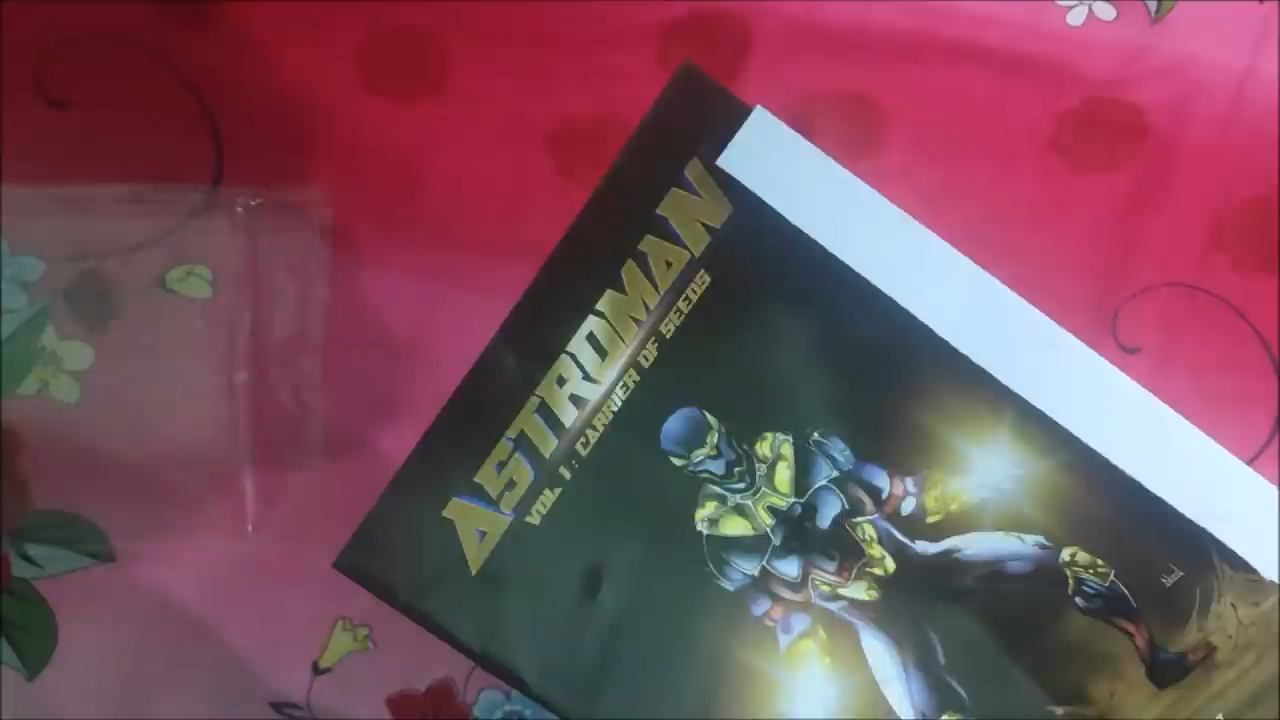 ASTROMAN
VOL. 1 : CARRIER OF SEEDS